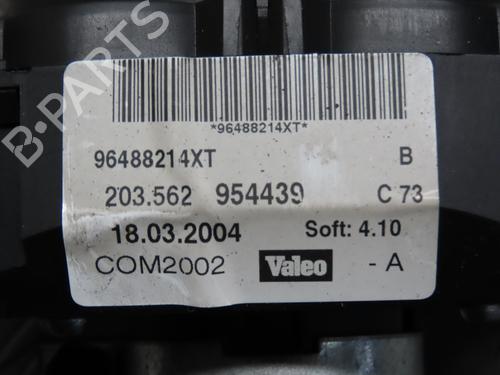 B-PARTS
*96488214XT*
96488214XT B
203.562 954439 C 73
18.03.2004 Soft: 4.10
COM2002 Valeo - A